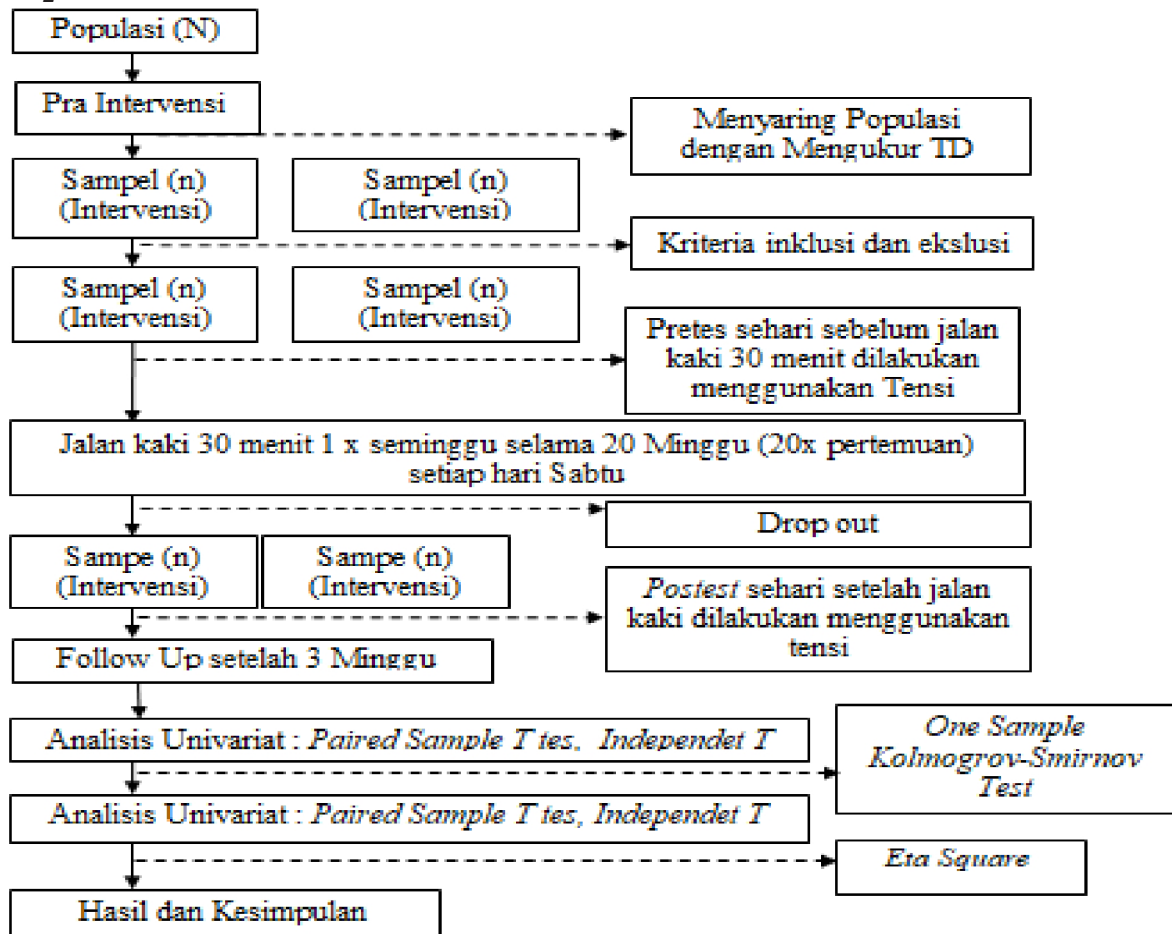 Populasi (N)
Pra Intervensi
Menyaring Populasi
dengan Mengukur TD
Sampel (n)
(Intervensi)
Sampel (n)
(Intervensi)
Kriteria inklusi dan ekslusi
Sampel (n)
(Intervensi)
Sampel (n)
(Intervensi)
Pretes sehari sebelum jalan
kaki 30 menit dilakukan
menggunakan Tensi
Jalan kaki 30 menit 1 x seminggu selama 20 Minggu (20x pertemuan)
setiap hari Sabtu
Drop out
Sampe (n)
(Intervensi)
Sampe (n)
(Intervensi)
Postest sehari setelah jalan
kaki dilakukan menggunakan
tensi
Follow Up setelah 3 Minggu
Analisis Univariat : Paired Sample T tes, Independet T
One Sample
Kolmogrov-Smirnov
Test
Analisis Univariat : Paired Sample T tes, Independet T
Eta Square
Hasil dan Kesimpulan